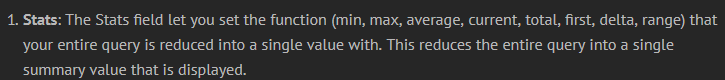 1. Stats: The Stats field let you set the function (min, max, average, current, total, first, delta, range) that
your entire query is reduced into a single value with. This reduces the entire query into a single
summary value that is displayed.